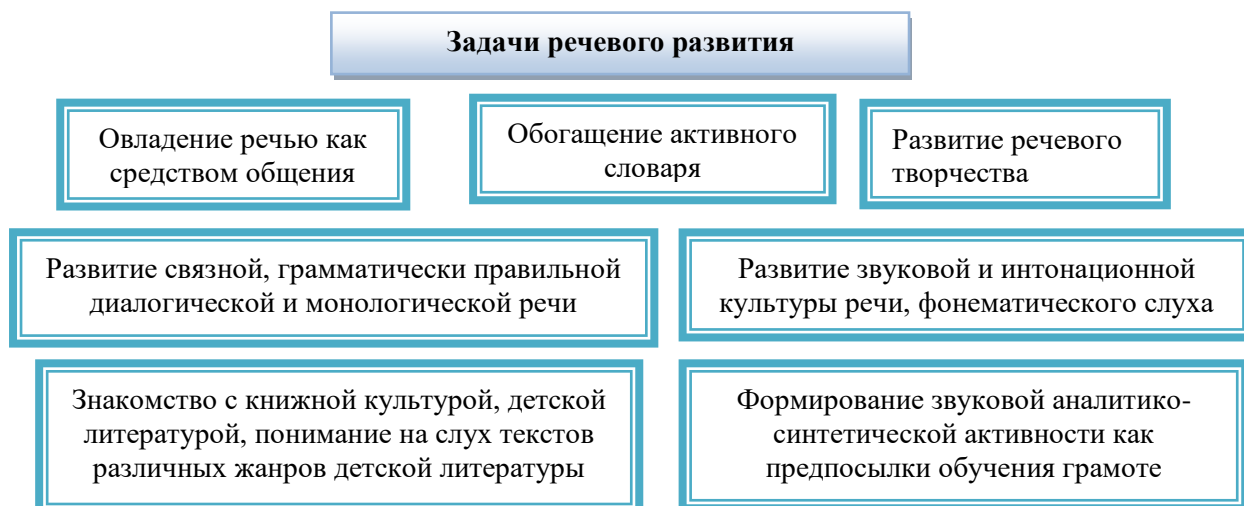 Задачи речевого развития
Овладение речью как
средством общения
Обогащение активного
словаря
Развитие речевого
творчества
Развитие связной, грамматически правильной
диалогической и монологической речи
Развитие звуковой и интонационной
культуры речи, фонематического слуха
Знакомство с книжной культурой, детской
литературой, понимание на слух текстов
различных жанров детской литературы
Формирование звуковой аналитико-
синтетической активности как
предпосылки обучения грамоте